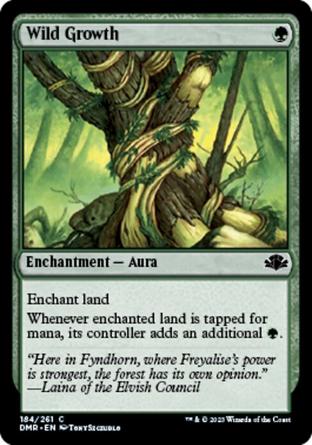 Wild Growth
Enchantment — Aura
Enchant land
Whenever enchanted land is tapped for
mana, its controller adds an additional .
"Here in Fyndhorn, where Freyalise's power
is strongest, the forest has its own opinion."
—Laina of the Elvish Council
184/261 C
DMR • EN Tony Szczudlo
™ & © 2023 Wizards of the Coast